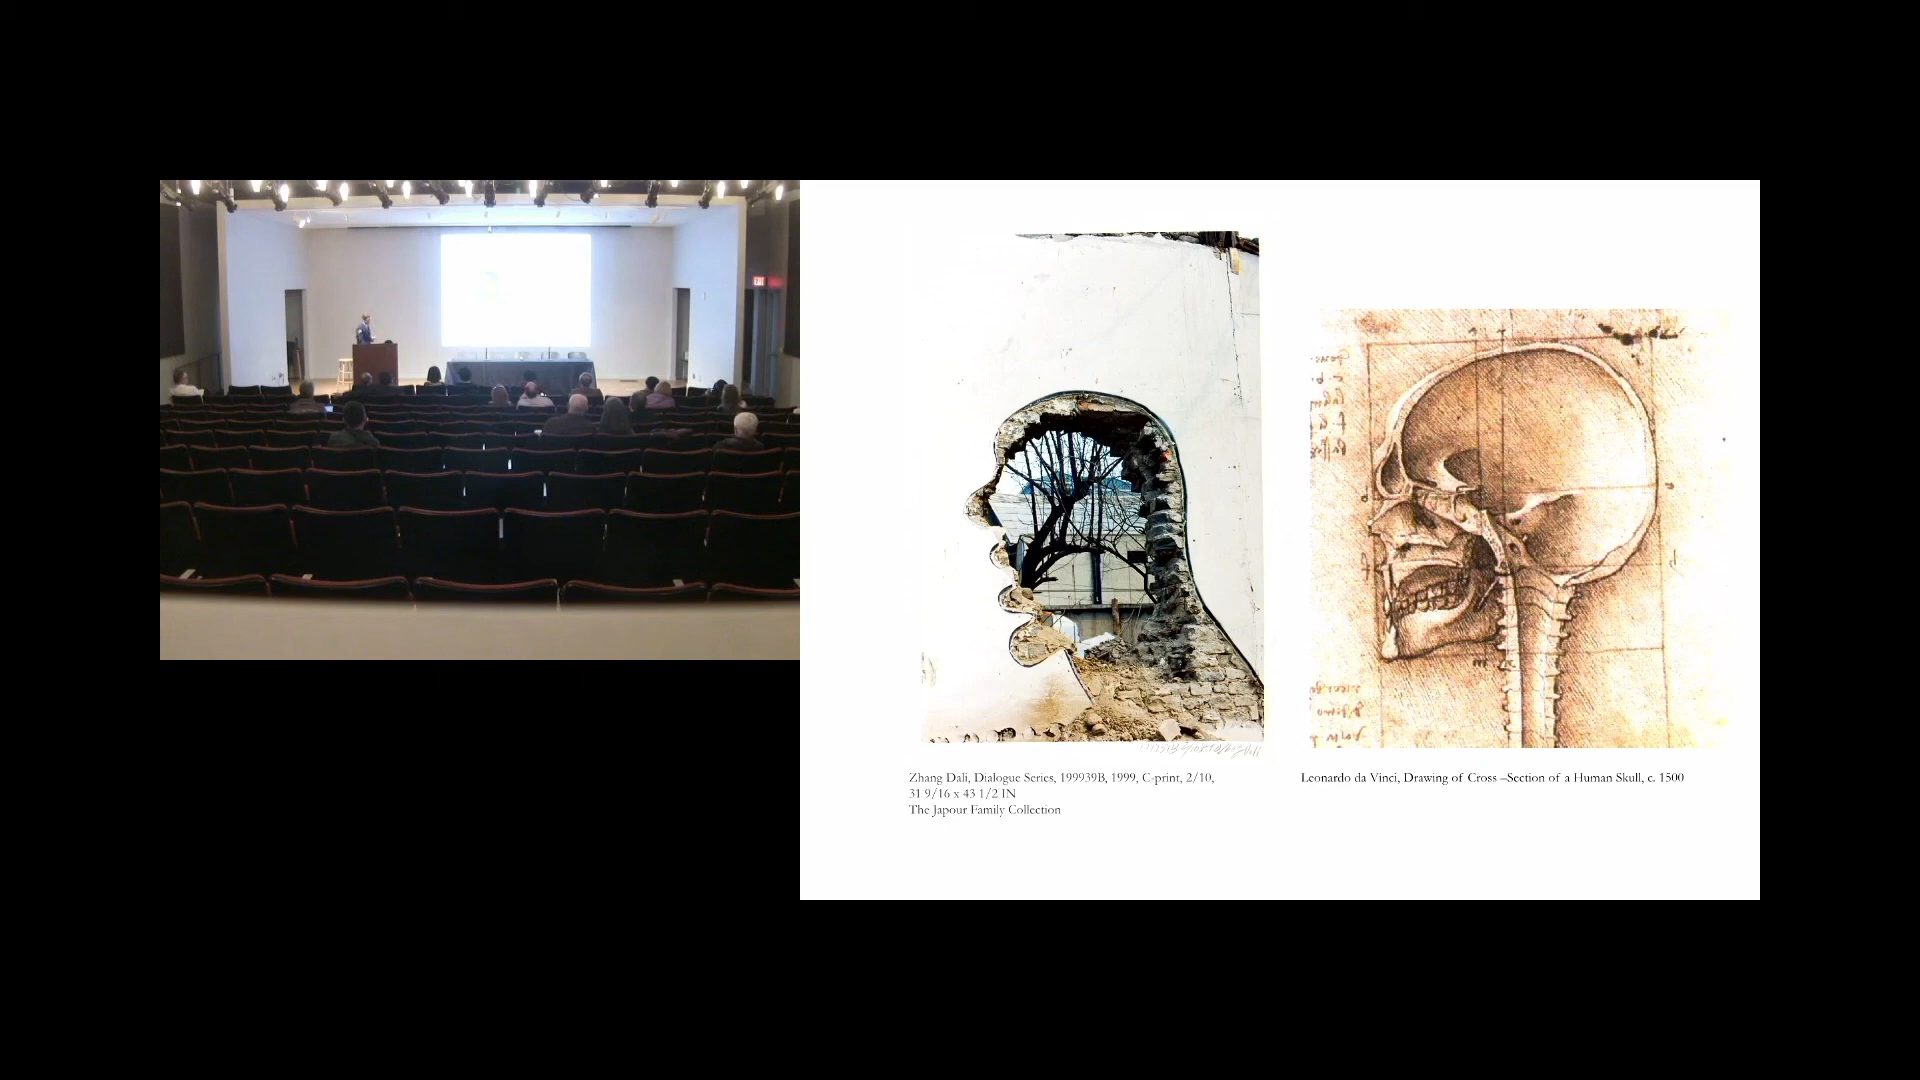 EXIT
Zhang Dali, Dialogue Series, 199939B, 1999, C-print, 2/10,
31 9/16 x 43 1/2 IN
The Japour Family Collection
Leonardo da Vinci, Drawing of Cross –Section of a Human Skull, c. 1500